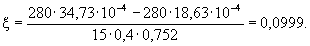 ξ = (280·34,73·10⁻⁴ − 280·18,63·10⁻⁴) / (15·0,4·0,752) = 0,0999.